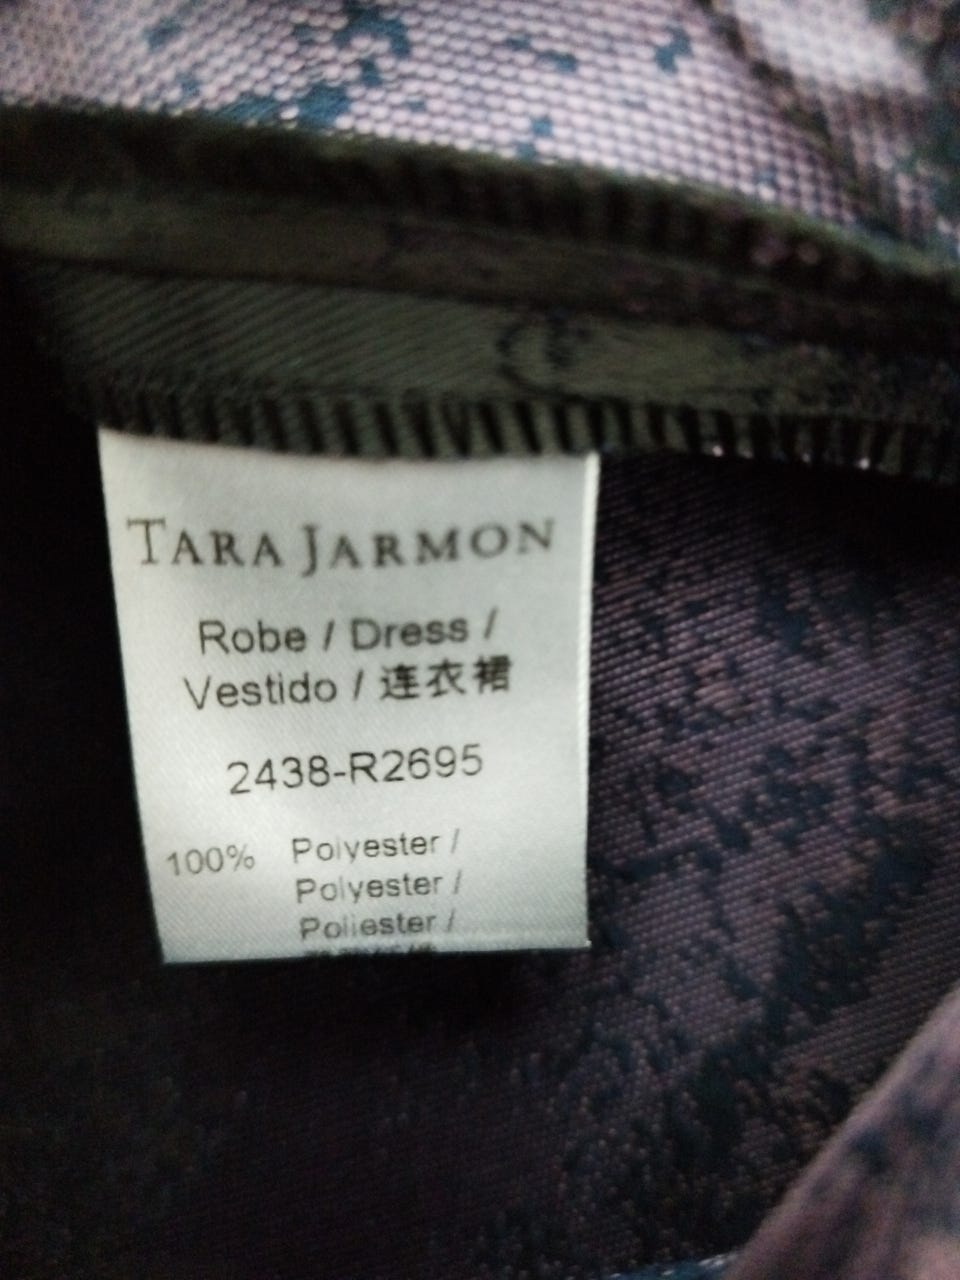 TARA JARMON
Robe / Dress /
Vestido / 连衣裙
2438-R2695
100% Polyester /
Polyester /
Poliester /